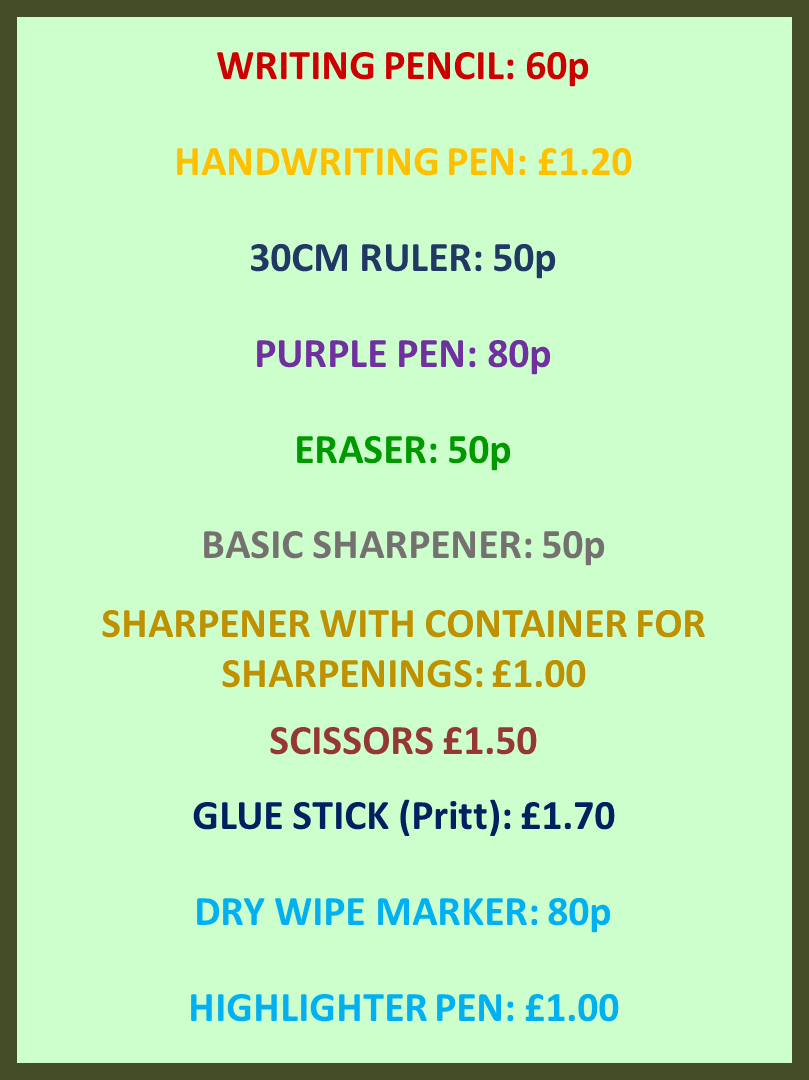 WRITING PENCIL: 60p
HANDWRITING PEN: £1.20
30CM RULER: 50p
PURPLE PEN: 80p
ERASER: 50p
BASIC SHARPENER: 50p
SHARPENER WITH CONTAINER FOR
SHARPENINGS: £1.00
SCISSORS £1.50
GLUE STICK (Pritt): £1.70
DRY WIPE MARKER: 80p
HIGHLIGHTER PEN: £1.00